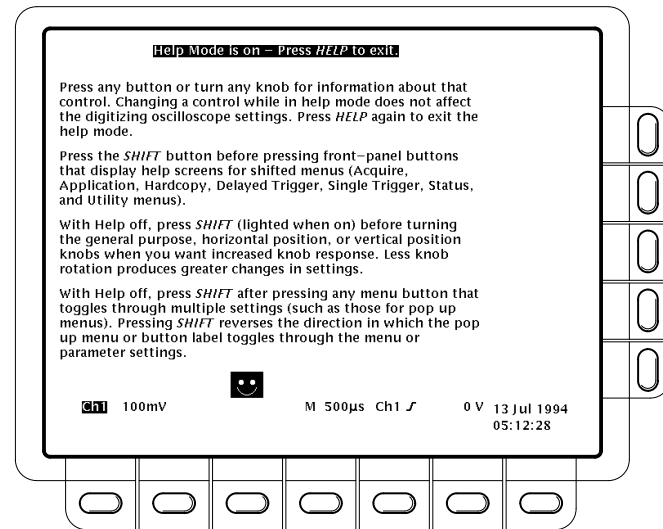 Help Mode is on – Press HELP to exit.
Press any button or turn any knob for information about that
control. Changing a control while in help mode does not affect
the digitizing oscilloscope settings. Press HELP again to exit the
help mode.
Press the SHIFT button before pressing front–panel buttons
that display help screens for shifted menus (Acquire,
Application, Hardcopy, Delayed Trigger, Single Trigger, Status,
and Utility menus).
With Help off, press SHIFT (lighted when on) before turning
the general purpose, horizontal position, or vertical position
knobs when you want increased knob response. Less knob
rotation produces greater changes in settings.
With Help off, press SHIFT after pressing any menu button that
toggles through multiple settings (such as those for pop up
menus). Pressing SHIFT reverses the direction in which the pop
up menu or button label toggles through the menu or
parameter settings.
Ch1 100mV M 500µs Ch1 0 V 13 Jul 1994
05:12:28